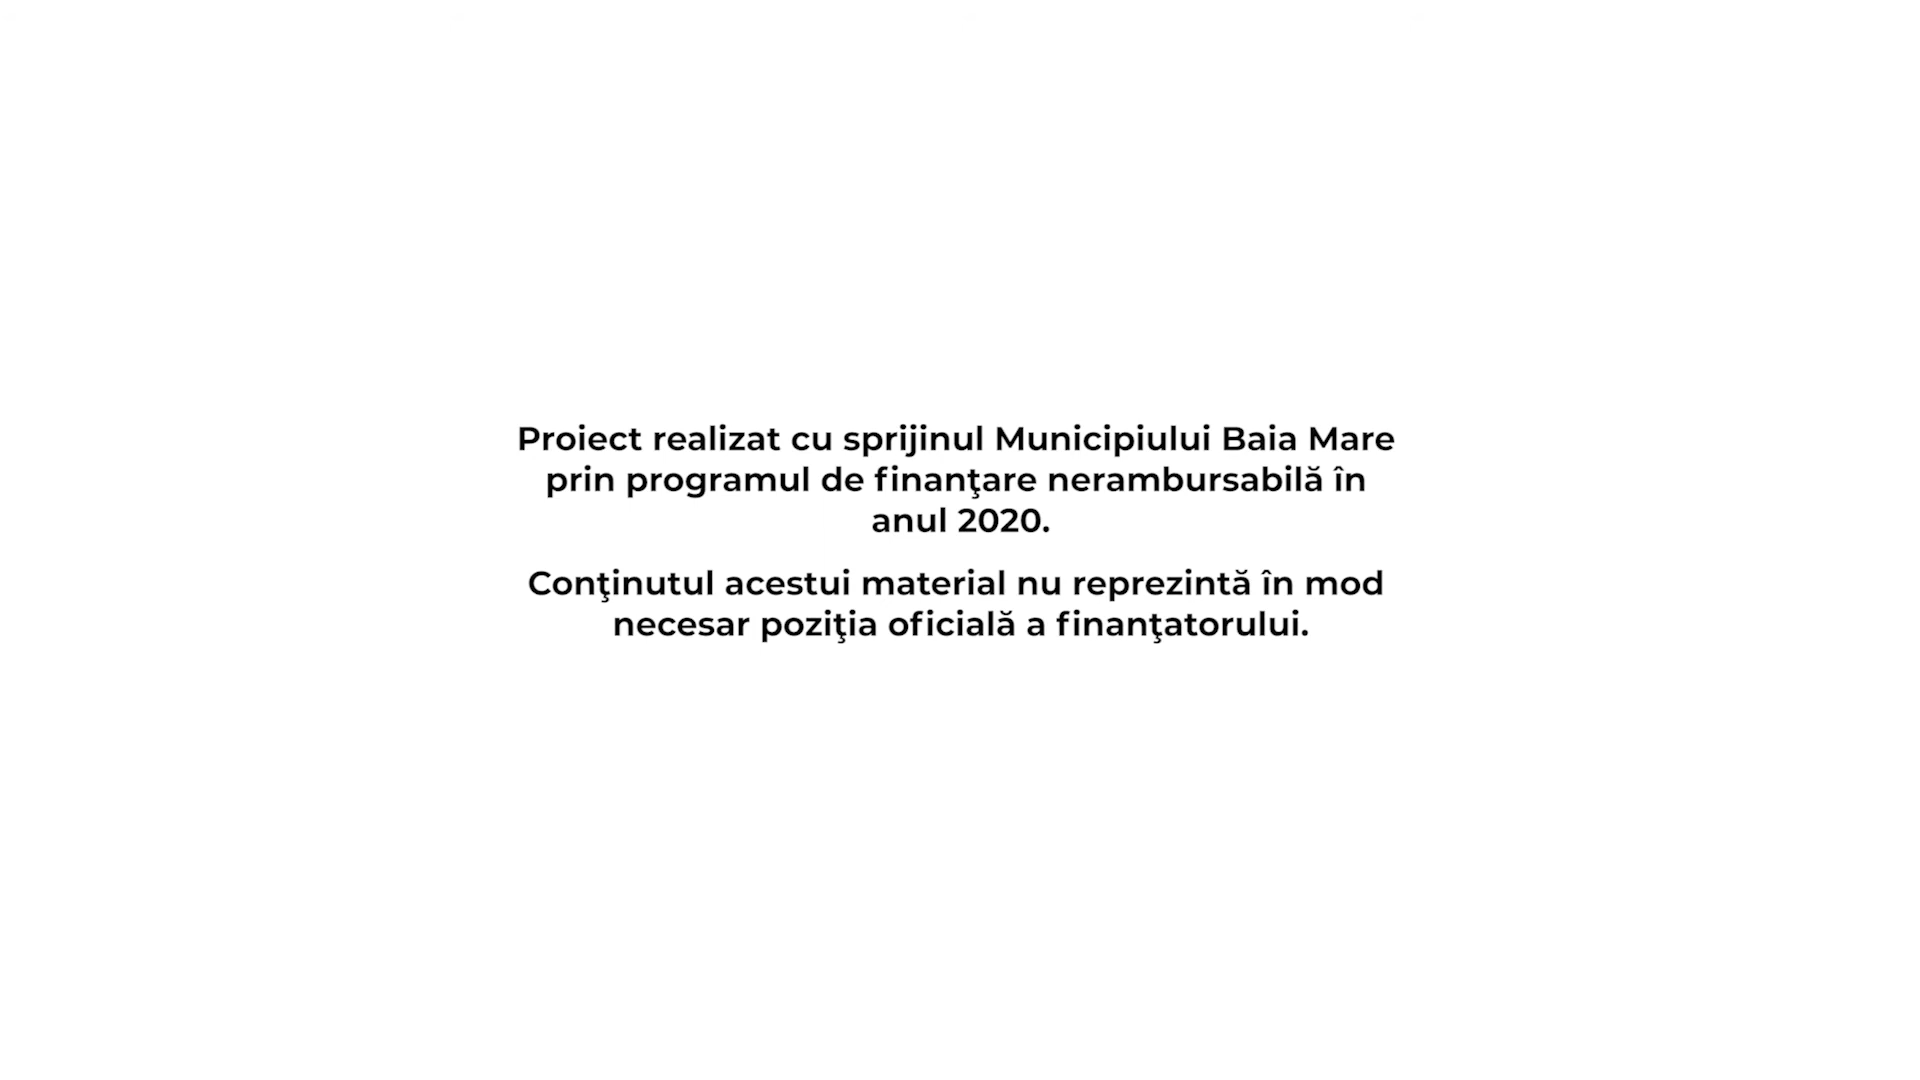 Proiect realizat cu sprijinul Municipiului Baia Mare
prin programul de finanţare nerambursabilă în
anul 2020.
Conţinutul acestui material nu reprezintă în mod
necesar poziţia oficială a finanţatorului.